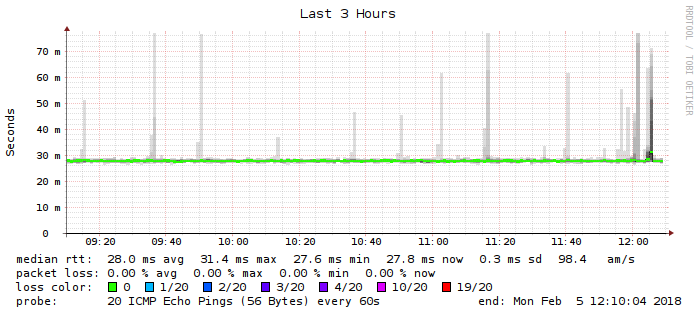 Last 3 Hours
RRDTOOL / TOBI OETIKER
Seconds
70 m
60 m
50 m
40 m
30 m
20 m
10 m
0
09:20 09:40 10:00 10:20 10:40 11:00 11:20 11:40 12:00
median rtt: 28.0 ms avg 31.4 ms max 27.6 ms min 27.8 ms now 0.3 ms sd 98.4 am/s
packet loss: 0.00 % avg 0.00 % max 0.00 % min 0.00 % now
loss color: 0 1/20 2/20 3/20 4/20 10/20 19/20
probe: 20 ICMP Echo Pings (56 Bytes) every 60s end: Mon Feb 5 12:10:04 2018